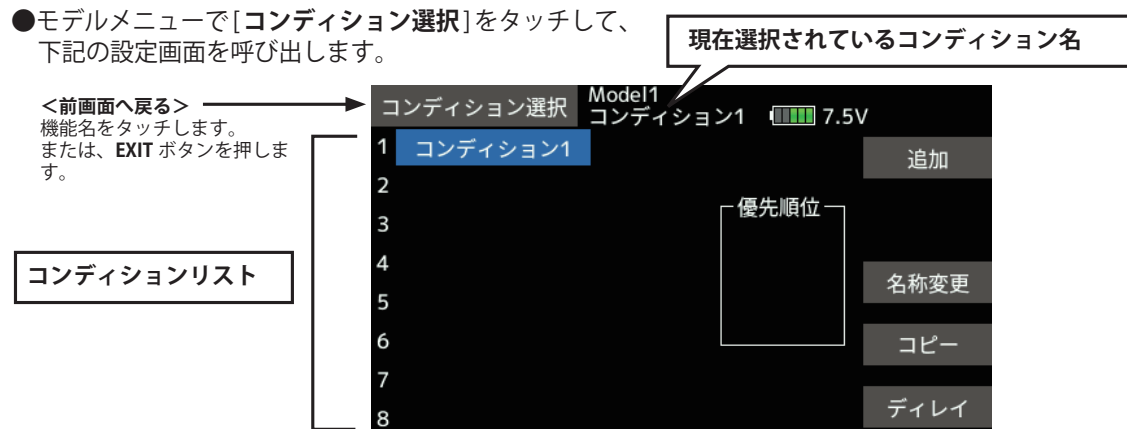 ●モデルメニューで[コンディション選択]をタッチして、
下記の設定画面を呼び出します。
現在選択されているコンディション名
<前画面へ戻る>
機能名をタッチします。
または、EXIT ボタンを押しま
す。
コンディションリスト
コンディション選択
Model1
コンディション1 7.5V
1 コンディション1
2
3
4
5
6
7
8
優先順位
追加
名称変更
コピー
ディレイ